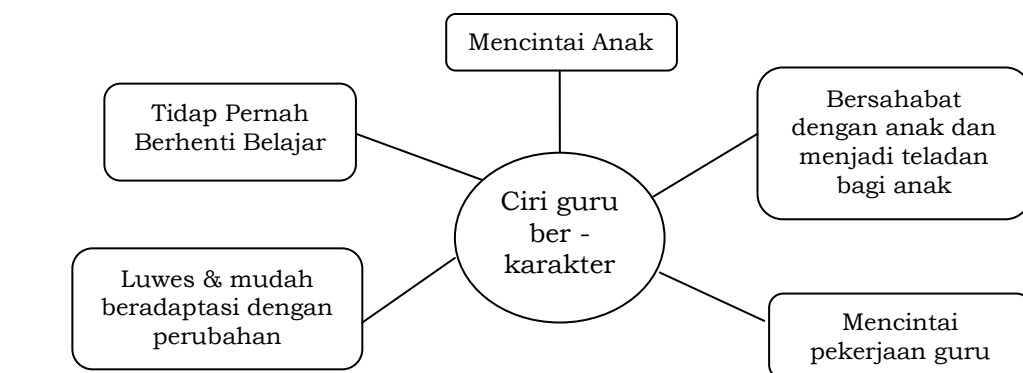 Mencintai Anak
Tidap Pernah
Berhenti Belajar
Bersahabat
dengan anak dan
menjadi teladan
bagi anak
Ciri guru
ber -
karakter
Luwes & mudah
beradaptasi dengan
perubahan
Mencintai
pekerjaan guru